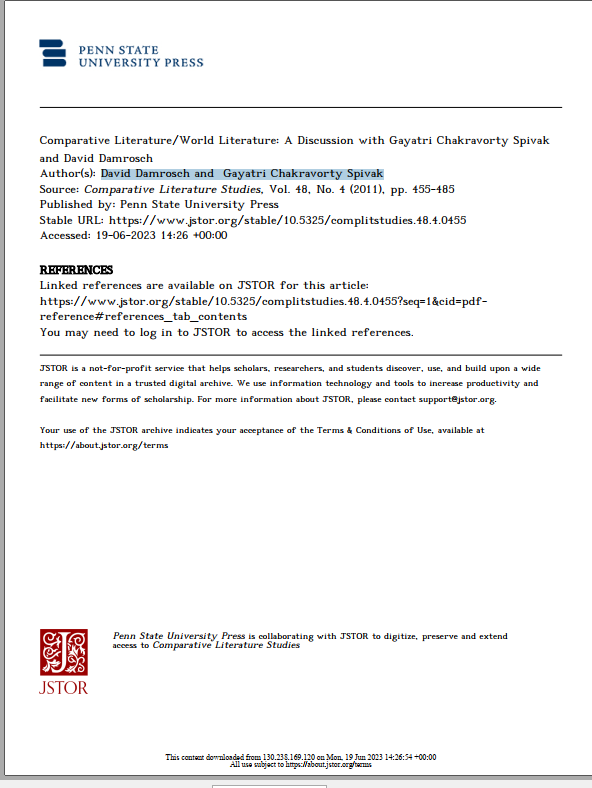 PENN STATE
UNIVERSITY PRESS
Comparative Literature/World Literature: A Discussion with Gayatri Chakravorty Spivak
and David Damrosch
Author(s): David Damrosch and Gayatri Chakravorty Spivak
Source: Comparative Literature Studies, Vol. 48, No. 4 (2011), pp. 455-485
Published by: Penn State University Press
Stable URL: https://www.jstor.org/stable/10.5325/complitstudies.48.4.0455
Accessed: 19-06-2023 14:26 +00:00
REFERENCES
Linked references are available on JSTOR for this article:
https://www.jstor.org/stable/10.5325/complitstudies.48.4.0455?seq=1&cid=pdf-
reference#references_tab_contents
You may need to log in to JSTOR to access the linked references.
JSTOR is a not-for-profit service that helps scholars, researchers, and students discover, use, and build upon a wide
range of content in a trusted digital archive. We use information technology and tools to increase productivity and
facilitate new forms of scholarship. For more information about JSTOR, please contact support@jstor.org.
Your use of the JSTOR archive indicates your acceptance of the Terms & Conditions of Use, available at
https://about.jstor.org/terms
Penn State University Press is collaborating with JSTOR to digitize, preserve and extend
access to Comparative Literature Studies
JSTOR
This content downloaded from 130.238.169.120 on Mon, 19 Jun 2023 14:26:54 +00:00
All use subject to https://about.jstor.org/terms